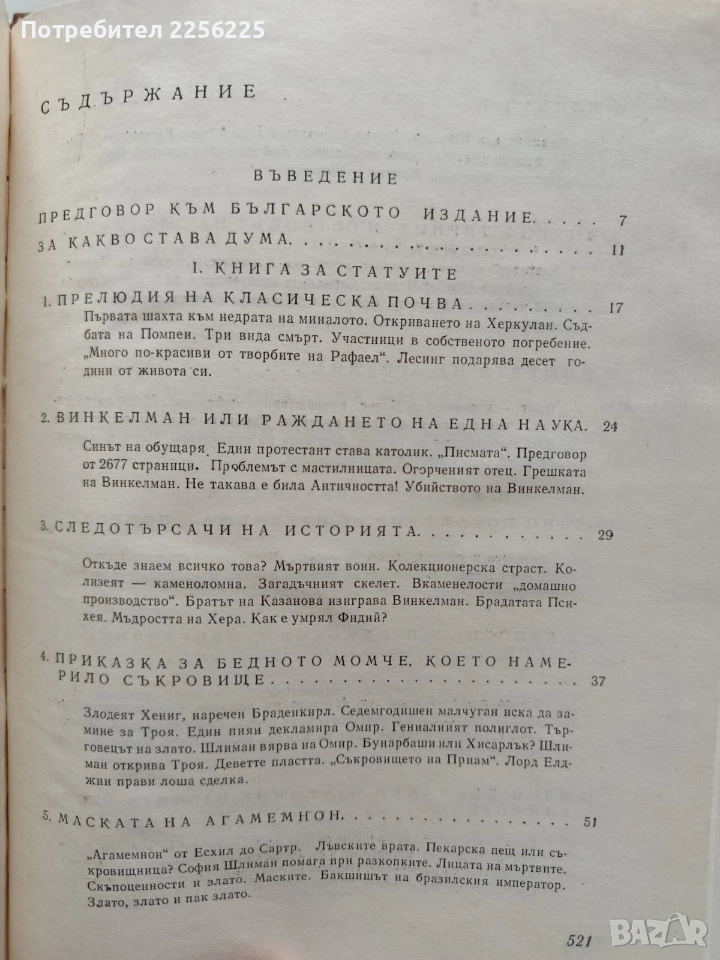 Потребител 2256225
СЪДЪРЖАНИЕ
ВЪВЕДЕНИЕ
ПРЕДГОВОР КЪМ БЪЛГАРСКОТО ИЗДАНИЕ. . . . . 7
ЗА КАКВО СТАВА ДУМА. . . . . . . . . . . . . . . . 11
I. КНИГА ЗА СТАТУИТЕ
1. ПРЕЛЮДИЯ НА КЛАСИЧЕСКА ПОЧВА. . . . . . . . . 17
Първата шахта към недрата на миналото. Откриването на Херкулан. Съд-
бата на Помпеи. Три вида смърт. Участници в собственото погребение.
„Много по-красиви от творбите на Рафаел“. Лесинг подарява десет го-
дини от живота си.
2. ВИНКЕЛМАН ИЛИ РАЖДАНЕТО НА ЕДНА НАУКА. 24
Синът на обущаря. Един протестант става католик. „Писмата“. Предговор
от 2677 страници. Проблемът с мастилницата. Огорченият отец. Грешката
на Винкелман. Не такава е била Античността! Убийството на Винкелман.
3. СЛЕДОТЪРСАЧИ НА ИСТОРИЯТА. . . . . . . . . . . 29
Откъде знаем всичко това? Мъртвият воин. Колекционерска страст. Ко-
лизеят — каменоломна. Загадъчният скелет. Вкаменелости „домашно
производство“. Братът на Казанова изиграва Винкелман. Брадатата Пси-
хея. Мъдростта на Хера. Как е умрял Фидий?
4. ПРИКАЗКА ЗА БЕДНОТО МОМЧЕ, КОЕТО НАМЕ-
РИЛО СЪКРОВИЩЕ. . . . . . . . . . . . . . . . . . 37
Злодеят Хениг, наречен Браденкирл. Седемгодишен малчуган иска да за-
мине за Троя. Един пиян декламира Омир. Гениалният полиглот. Тър-
говецът на злато. Шлиман вярва на Омир. Бунарбаши или Хисарлък? Шли-
ман открива Троя. Деветте пластта. „Съкровището на Приам“. Лорд Елд-
жин прави лоша сделка.
5. МАСКАТА НА АГАМЕМНОН. . . . . . . . . . . . . . 51
„Агамемнон“ от Есхил до Сартр. Лъвските врата. Пекарска пещ или съ-
кровищница? София Шлиман помага при разкопките. Лицата на мъртвите.
Скъпоценности и злато. Маските. Бакшишът на бразилския император.
Злато, злато и пак злато.
521
BAZAR